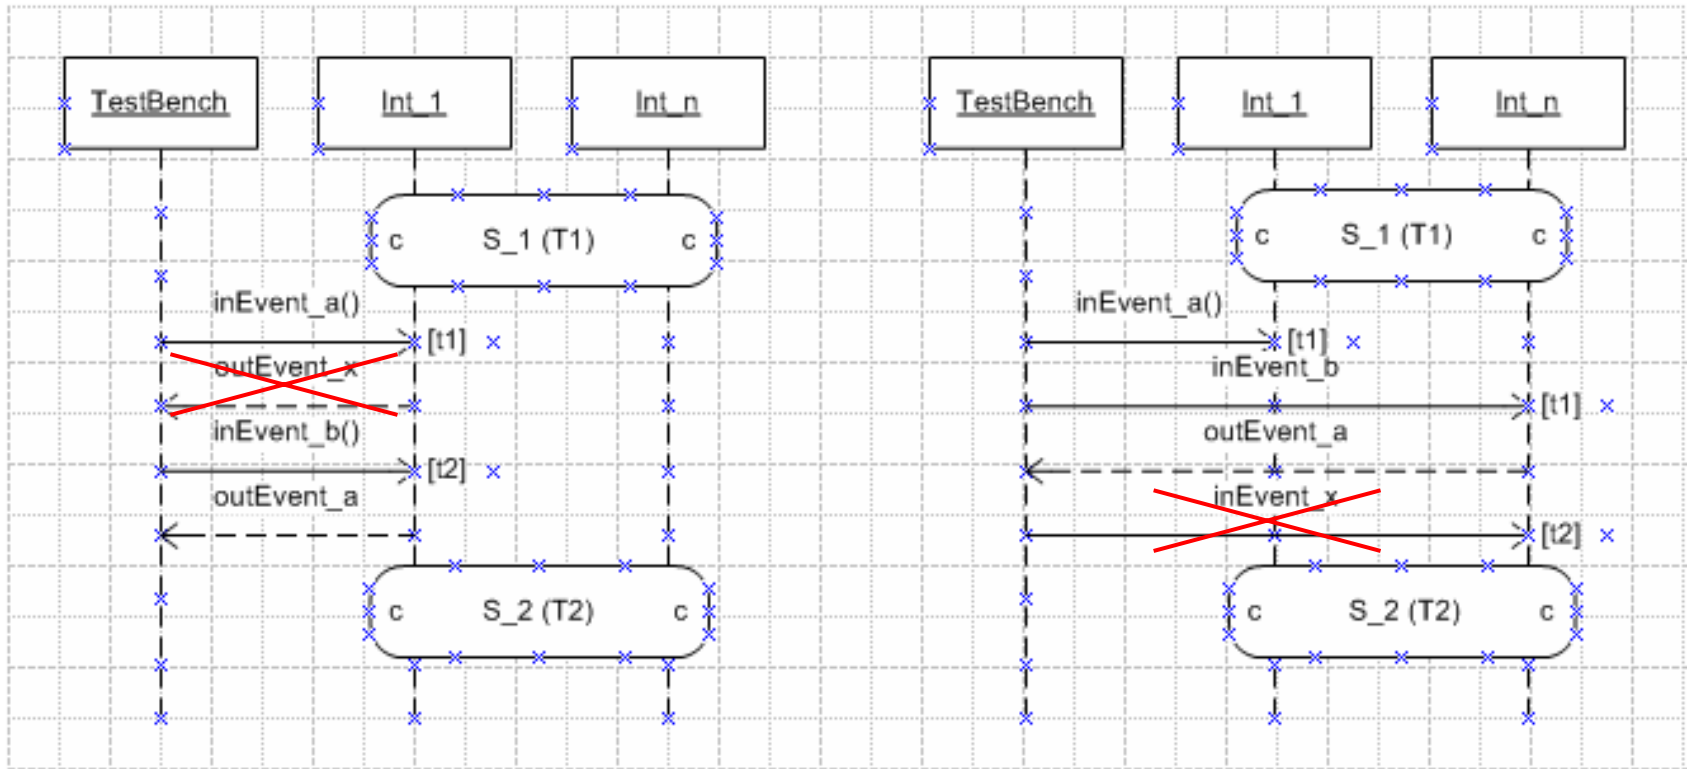 TestBench Int_1 Int_n
c S_1 (T1) c
inEvent_a()
[t1]
outEvent_x
inEvent_b()
[t2]
outEvent_a
c S_2 (T2) c
TestBench Int_1 Int_n
c S_1 (T1) c
inEvent_a()
[t1]
inEvent_b
[t1]
outEvent_a
inEvent_x
[t2]
c S_2 (T2) c